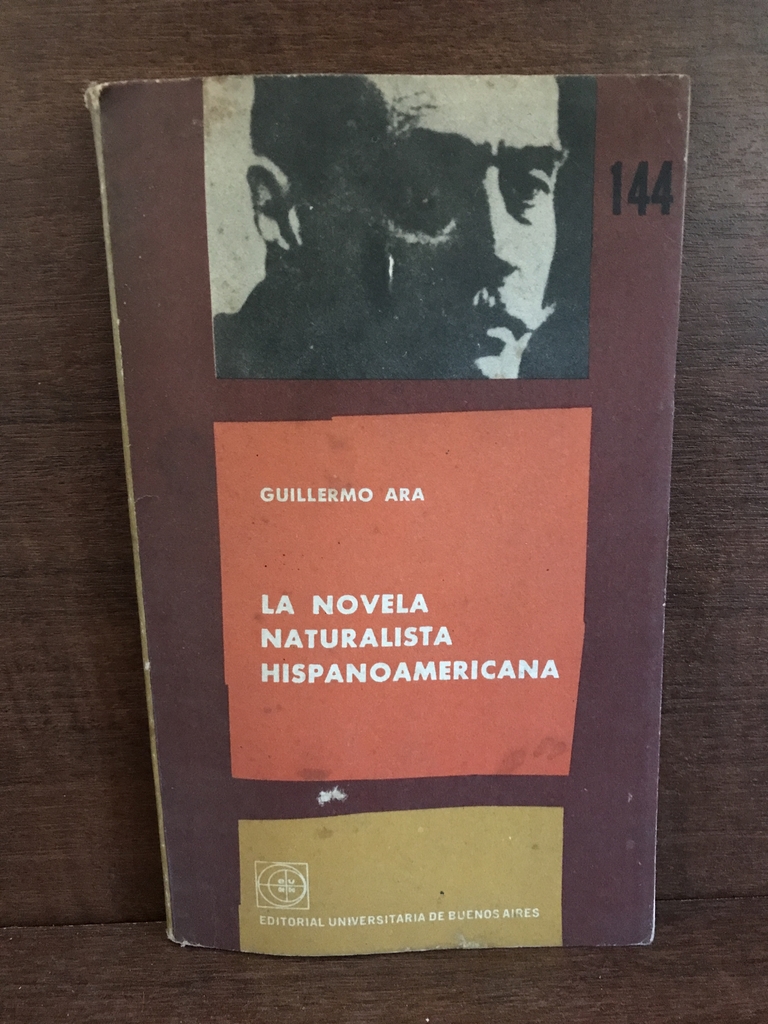 144
GUILLERMO ARA
LA NOVELA
NATURALISTA
HISPANOAMERICANA
EDITORIAL UNIVERSITARIA DE BUENOS AIRES